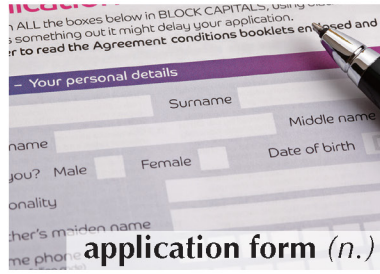 ication
n ALL the boxes below in BLOCK CAPITALS, using
s something out it might delay your application.
er to read the Agreement conditions booklets enclosed and
– Your personal details
Surname
Middle name
name
you? Male Female Date of birth
onality
her's maiden name
me phone
application form (n.)